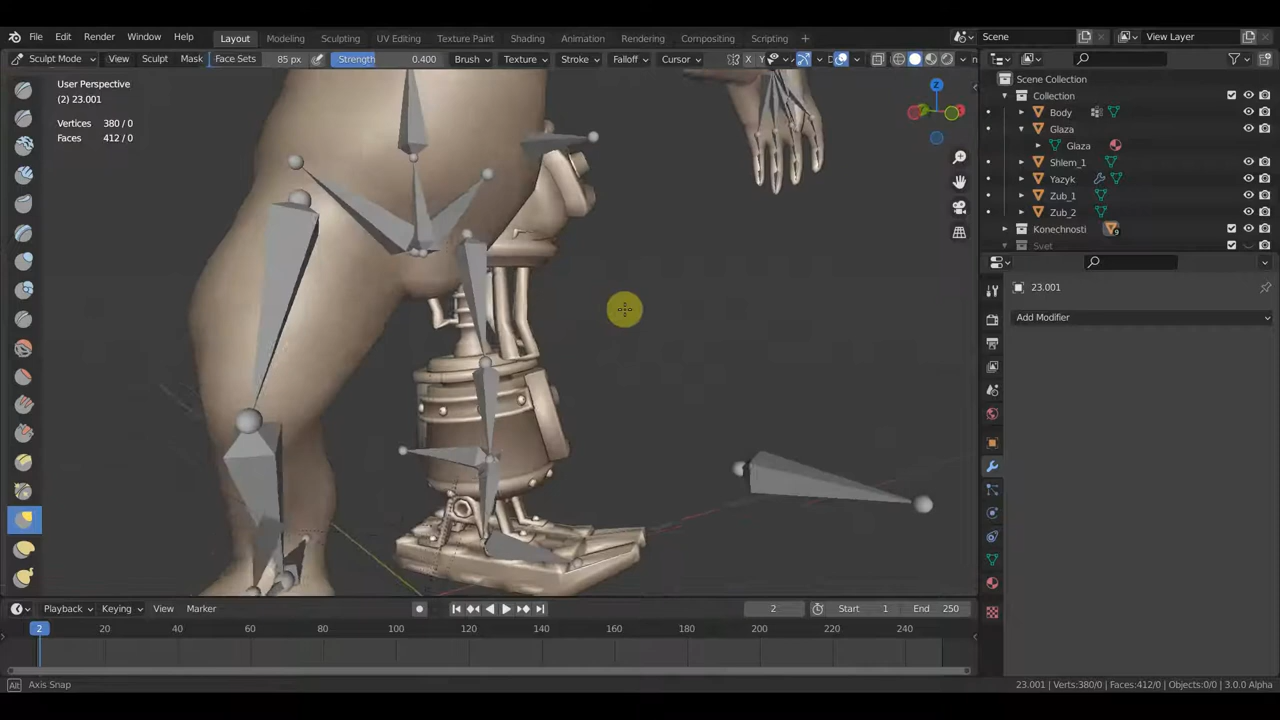 File Edit Render Window Help Layout Modeling Sculpting UV Editing Texture Paint Shading Animation Rendering Compositing Scripting + Scene View Layer
Sculpt Mode View Sculpt Mask Face Sets 85 px Strength 0.400 Brush Texture Stroke Falloff Cursor X Y
User Perspective
(2) 23.001
Vertices 380 / 0
Faces 412 / 0
Z
Scene Collection
Collection
Body
Glaza
Glaza
Shlem_1
Yazyk
Zub_1
Zub_2
Konechnosti 9
Svet
23.001
Add Modifier
Playback Keying View Marker 2 Start 1 End 250
2 20 40 60 80 100 120 140 160 180 200 220 240
Alt Axis Snap 23.001 | Verts:380/0 | Faces:412/0 | Objects:0/0 | 3.0.0 Alpha